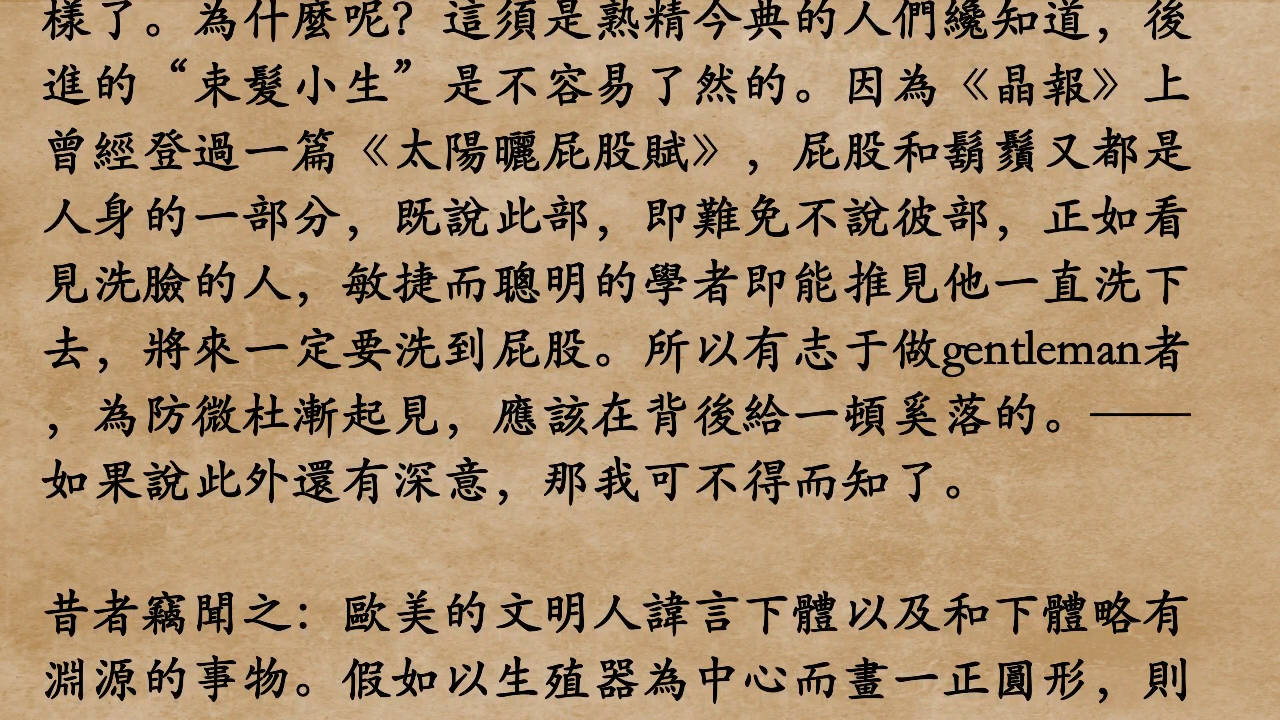 樣了。為什麼呢？這須是熟精今典的人們纔知道，後
進的“束髮小生”是不容易了然的。因為《晶報》上
曾經登過一篇《太陽曬屁股賦》，屁股和鬍鬚又都是
人身的一部分，既說此部，即難免不說彼部，正如看
見洗臉的人，敏捷而聰明的學者即能推見他一直洗下
去，將來一定要洗到屁股。所以有志于做gentleman者
，為防微杜漸起見，應該在背後給一頓奚落的。——
如果說此外還有深意，那我可不得而知了。
昔者竊聞之：歐美的文明人諱言下體以及和下體略有
淵源的事物。假如以生殖器為中心而畫一正圓形，則